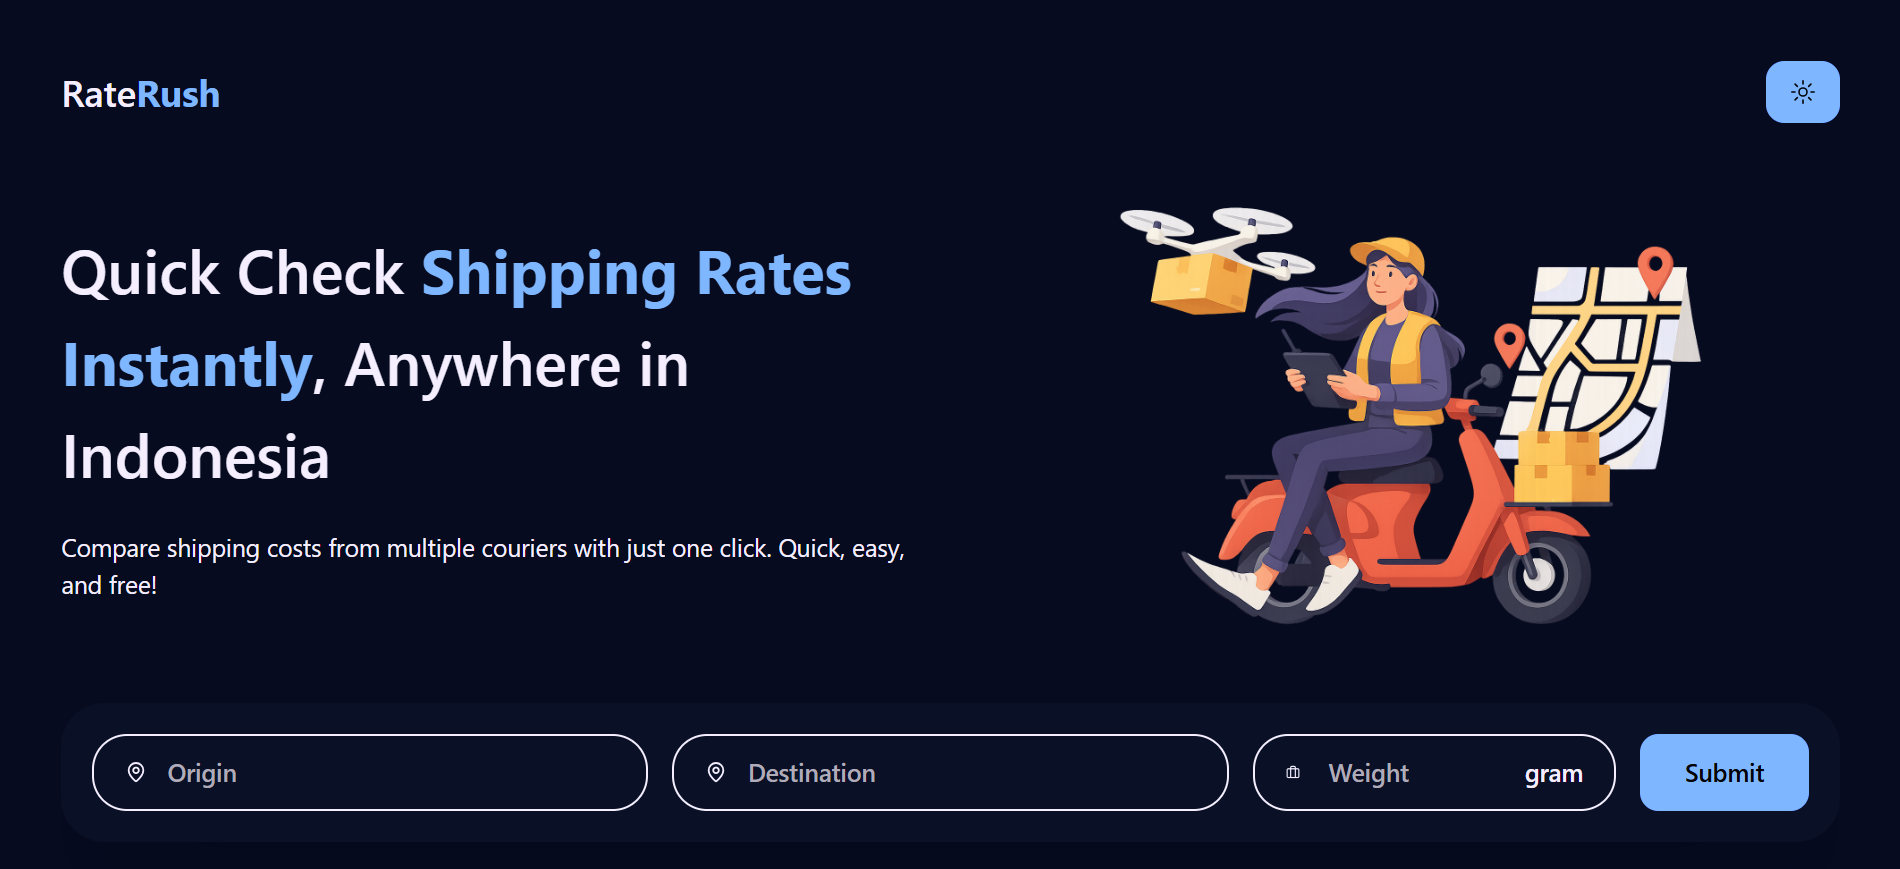 RateRush
Quick Check Shipping Rates
Instantly, Anywhere in
Indonesia
Compare shipping costs from multiple couriers with just one click. Quick, easy,
and free!
Origin
Destination
Weight
gram
Submit